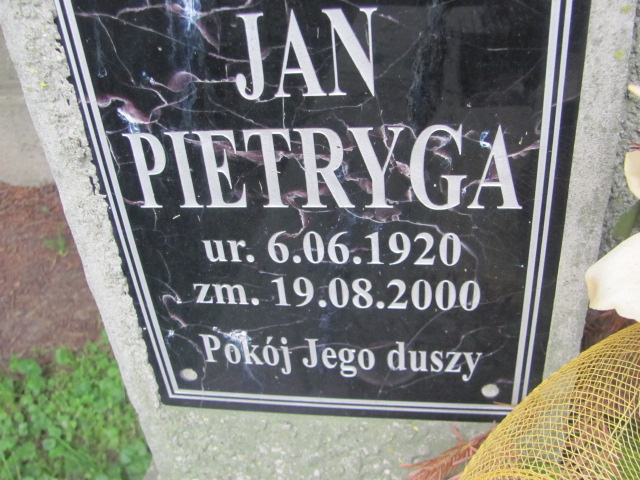 JAN
PIETRYGA
ur. 6.06.1920
zm. 19.08.2000
Pokój Jego duszy